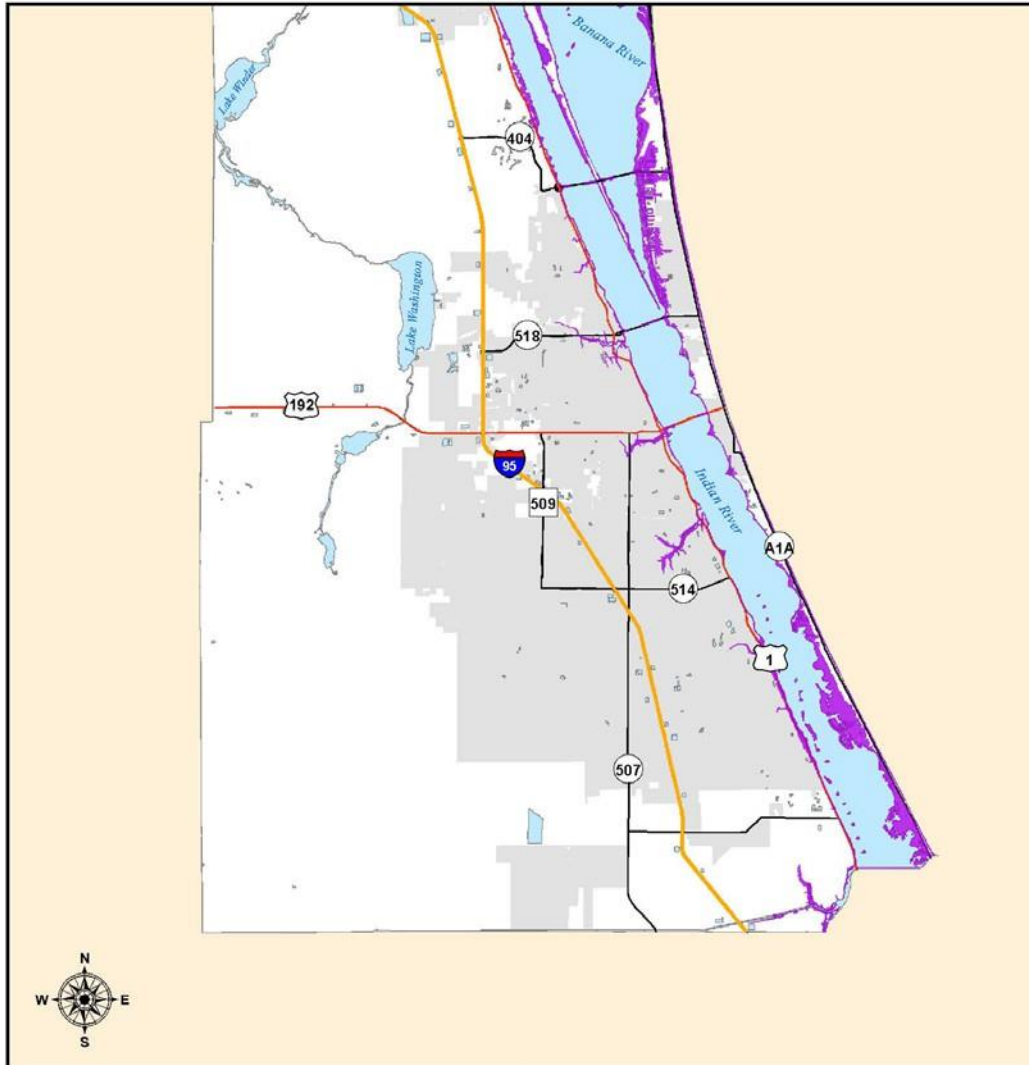 Banana River
Lake Winder
404
Lake Washington
518
192
95
509
Indian River
A1A
514
1
507
N
W E
S